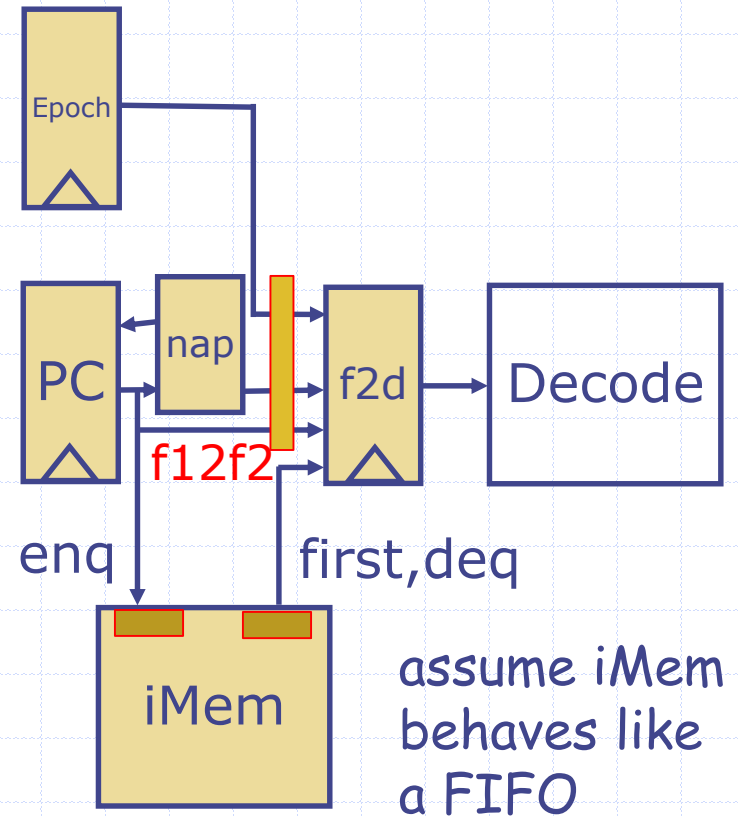 Epoch
PC
nap
f2d
Decode
f12f2
enq
first,deq
iMem
assume iMem
behaves like
a FIFO